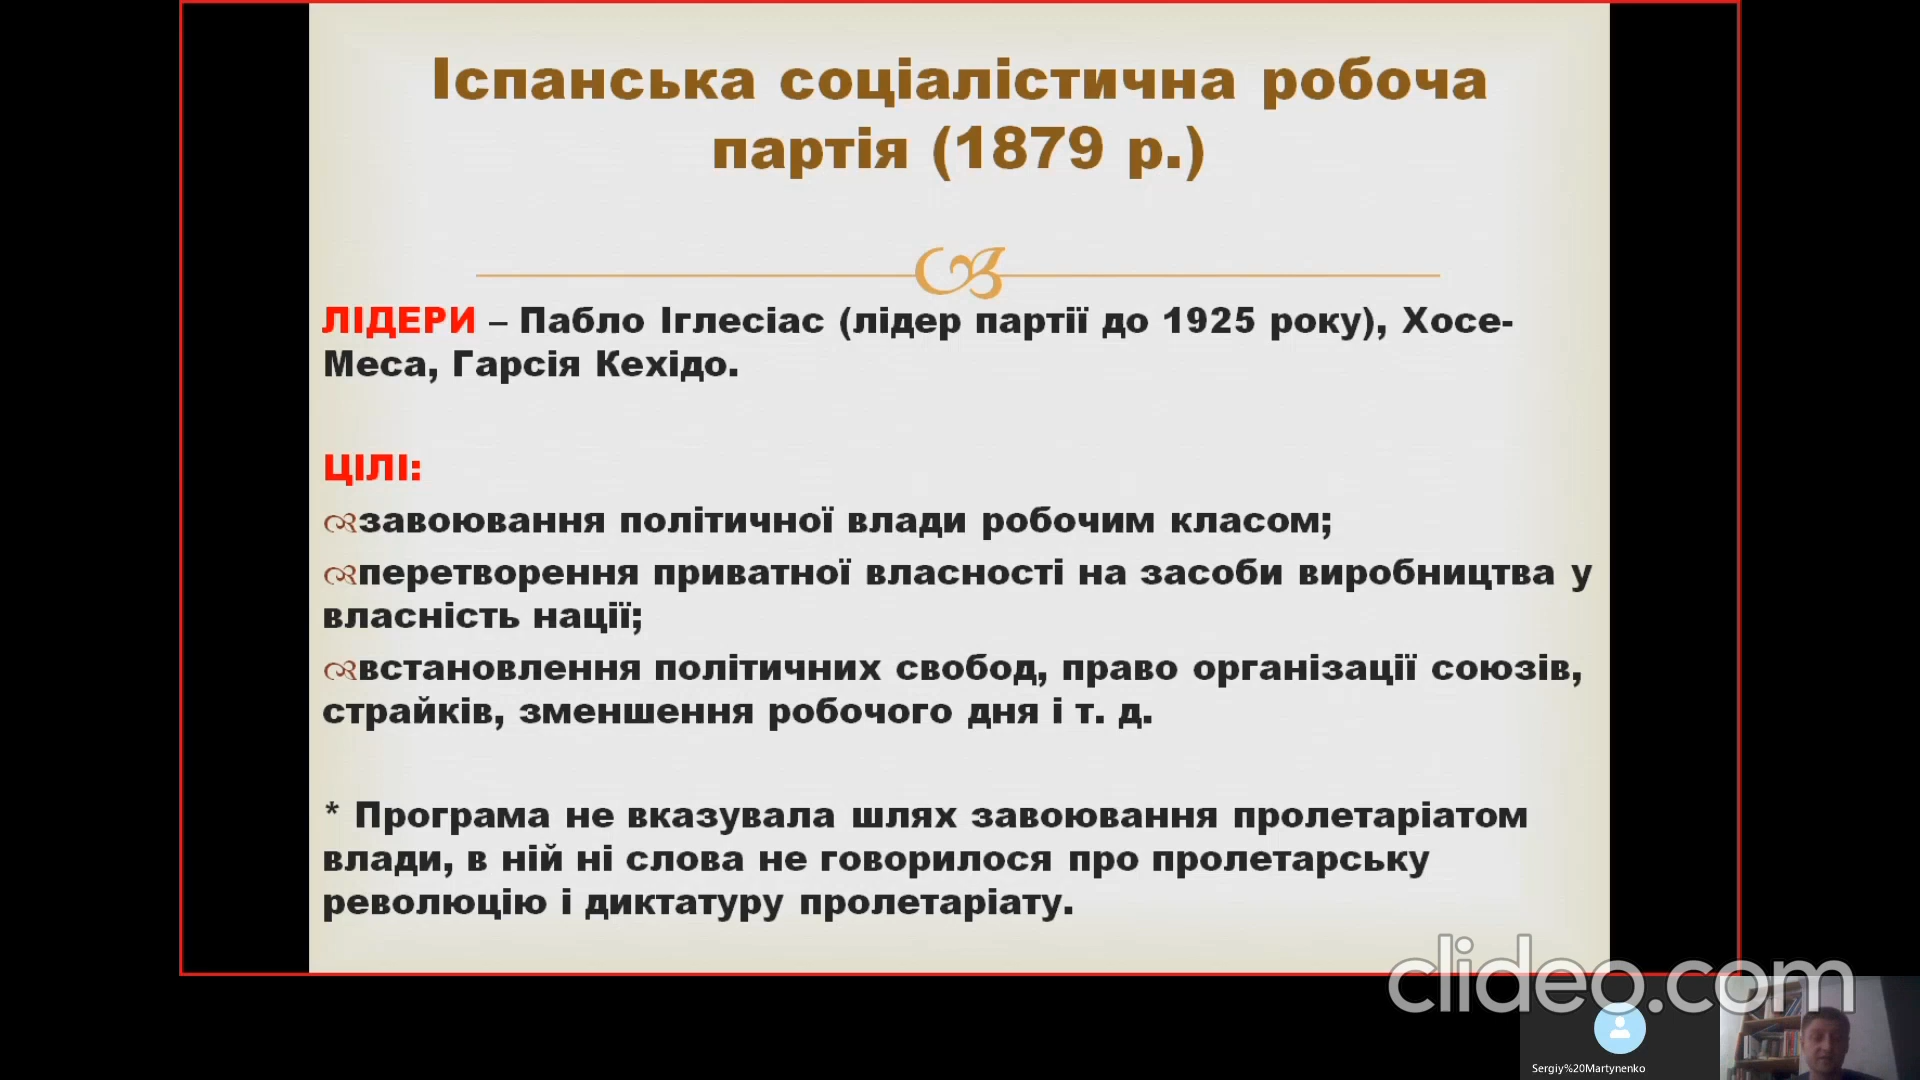 Іспанська соціалістична робоча
партія (1879 р.)
ЛІДЕРИ – Пабло Іглесіас (лідер партії до 1925 року), Хосе-
Меса, Гарсія Кехідо.
ЦІЛІ:
завоювання політичної влади робочим класом;
перетворення приватної власності на засоби виробництва у
власність нації;
встановлення політичних свобод, право організації союзів,
страйків, зменшення робочого дня і т. д.
* Програма не вказувала шлях завоювання пролетаріатом
влади, в ній ні слова не говорилося про пролетарську
революцію і диктатуру пролетаріату.
clideo.com
Sergiy%20Martynenko